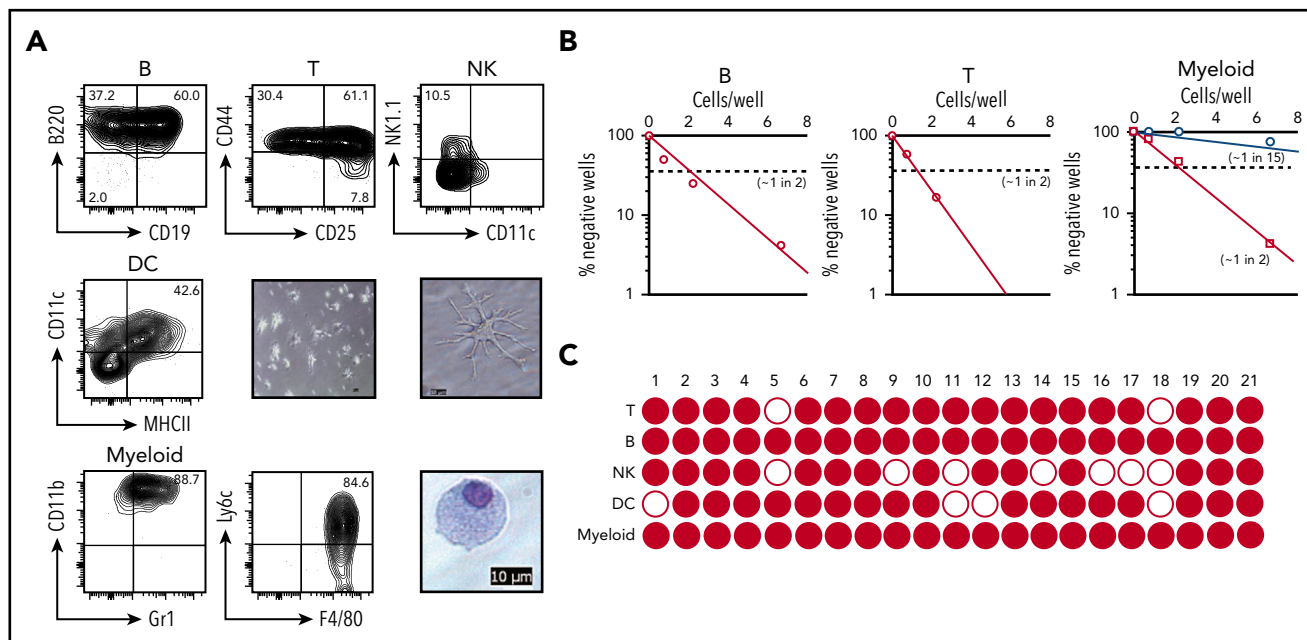 A
B
B220
37.2 60.0
2.0
CD19
T
CD44
30.4 61.1
7.8
CD25
NK
NK1.1
10.5
CD11c
DC
CD11c
42.6
MHCII
Myeloid
CD11b
88.7
Gr1
Ly6c
84.6
F4/80
10 µm
B
B
Cells/well
0 2 4 6 8
% negative wells
100
10
1
(~1 in 2)
T
Cells/well
0 2 4 6 8
% negative wells
100
10
1
(~1 in 2)
Myeloid
Cells/well
0 2 4 6 8
% negative wells
100
10
1
(~1 in 15)
(~1 in 2)
C
1 2 3 4 5 6 7 8 9 10 11 12 13 14 15 16 17 18 19 20 21
T
B
NK
DC
Myeloid